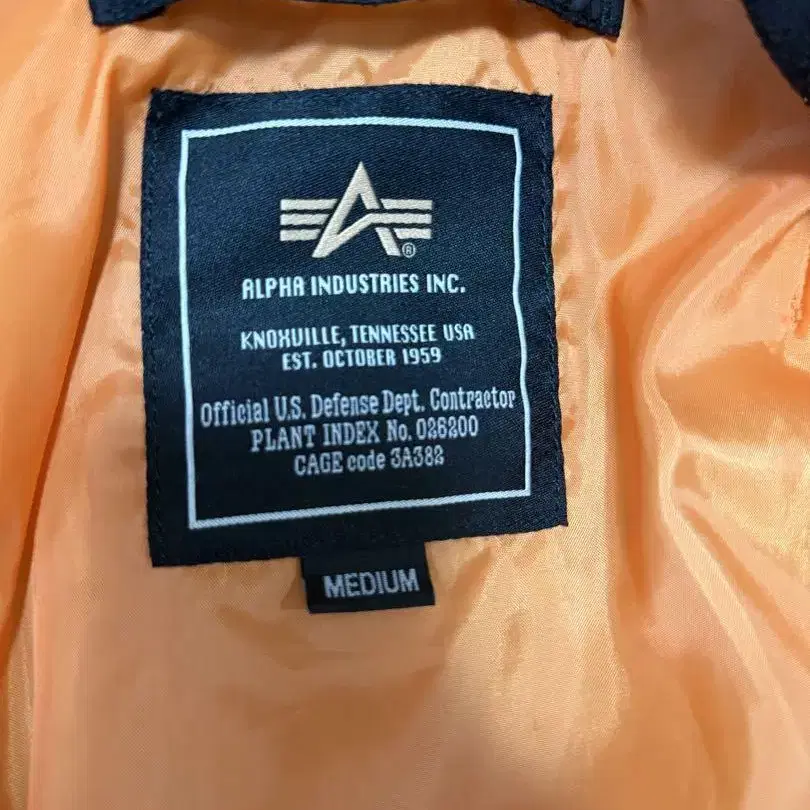 ®
ALPHA INDUSTRIES INC.
KNOXVILLE, TENNESSEE USA
EST. OCTOBER 1959
Official U.S. Defense Dept. Contractor
PLANT INDEX No. 026200
CAGE code 3A382
MEDIUM